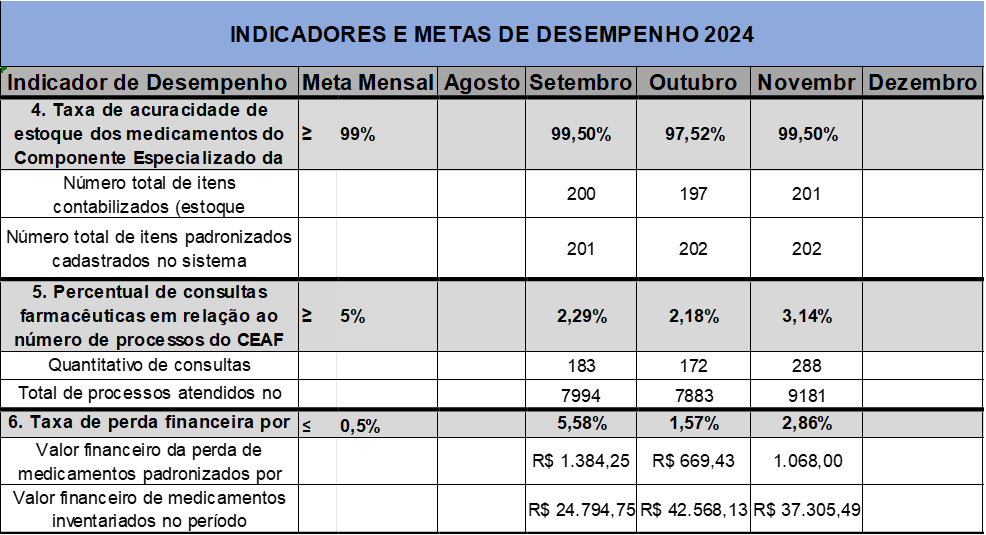 INDICADORES E METAS DE DESEMPENHO 2024
Indicador de Desempenho Meta Mensal Agosto Setembro Outubro Novembr Dezembro
4. Taxa de acuracidade de
estoque dos medicamentos do
Componente Especializado da
≥ 99% 99,50% 97,52% 99,50%
Número total de itens
contabilizados (estoque
200 197 201
Número total de itens padronizados
cadastrados no sistema
201 202 202
5. Percentual de consultas
farmacêuticas em relação ao
número de processos do CEAF
≥ 5% 2,29% 2,18% 3,14%
Quantitativo de consultas 183 172 288
Total de processos atendidos no 7994 7883 9181
6. Taxa de perda financeira por ≤ 0,5% 5,58% 1,57% 2,86%
Valor financeiro da perda de
medicamentos padronizados por
R$ 1.384,25 R$ 669,43 1.068,00
Valor financeiro de medicamentos
inventariados no período
R$ 24.794,75 R$ 42.568,13 R$ 37.305,49